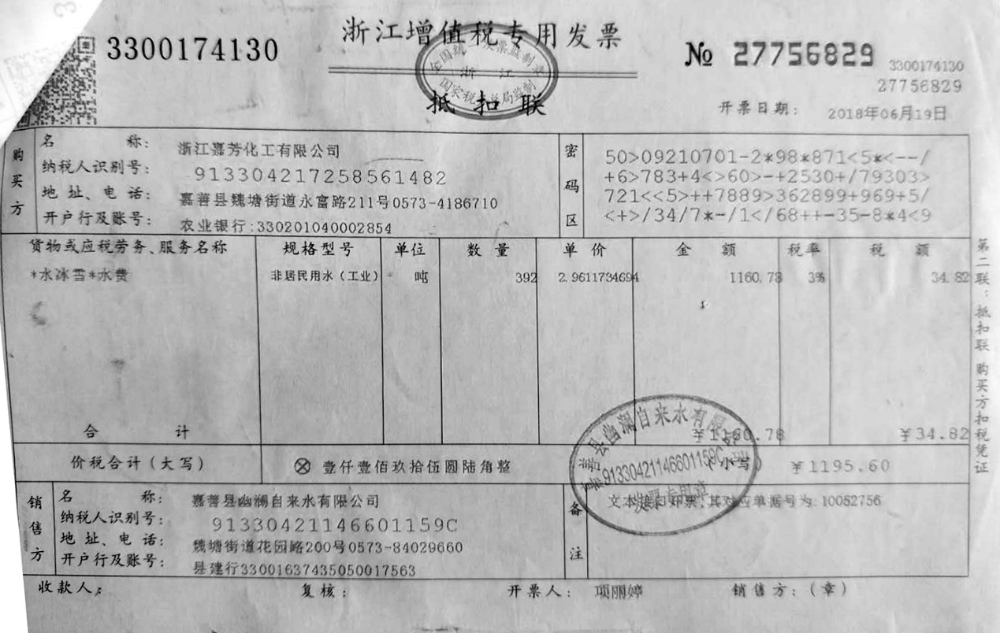 浙江增值税专用发票
3300174130
№ 27756829
3300174130
27756829
全国统一发票监制章
浙江
国家税务总局监制
抵扣联
开票日期: 2018年06月19日
购买方
名称: 浙江嘉芳化工有限公司
纳税人识别号: 913304217258561482
地址、电话: 嘉善县魏塘街道永富路211号0573-4186710
开户行及账号: 农业银行:330201040002854
密码区
50>09210701-2*98*871<5*<--/
+6>783+4<>60>-+2530+/79303>
721<<5>++7889>362899+969+5/
<+>/34/7*-/1</68++-35-8*4<9
货物或应税劳务、服务名称 规格型号 单位 数量 单价 金额 税率 税额
*水冰雪*水费 非居民用水(工业) 吨 392 2.9611734694 1160.78 3% 34.82
合计 ¥1160.78 ¥34.82
价税合计(大写) ⊗壹仟壹佰玖拾伍圆陆角整 (小写) ¥1195.60
销售方
名称: 嘉善县幽澜自来水有限公司
纳税人识别号: 91330421146601159C
地址、电话: 魏塘街道花园路200号0573-84029660
开户行及账号: 县建行33001637435050017563
备注
文本接口开票,其对应单据号为:10052756
嘉善县幽澜自来水有限公司
91330421146601159C
发票专用章
收款人: 复核: 开票人: 项丽婷 销售方:(章)
第二联:抵扣联 购买方扣税凭证